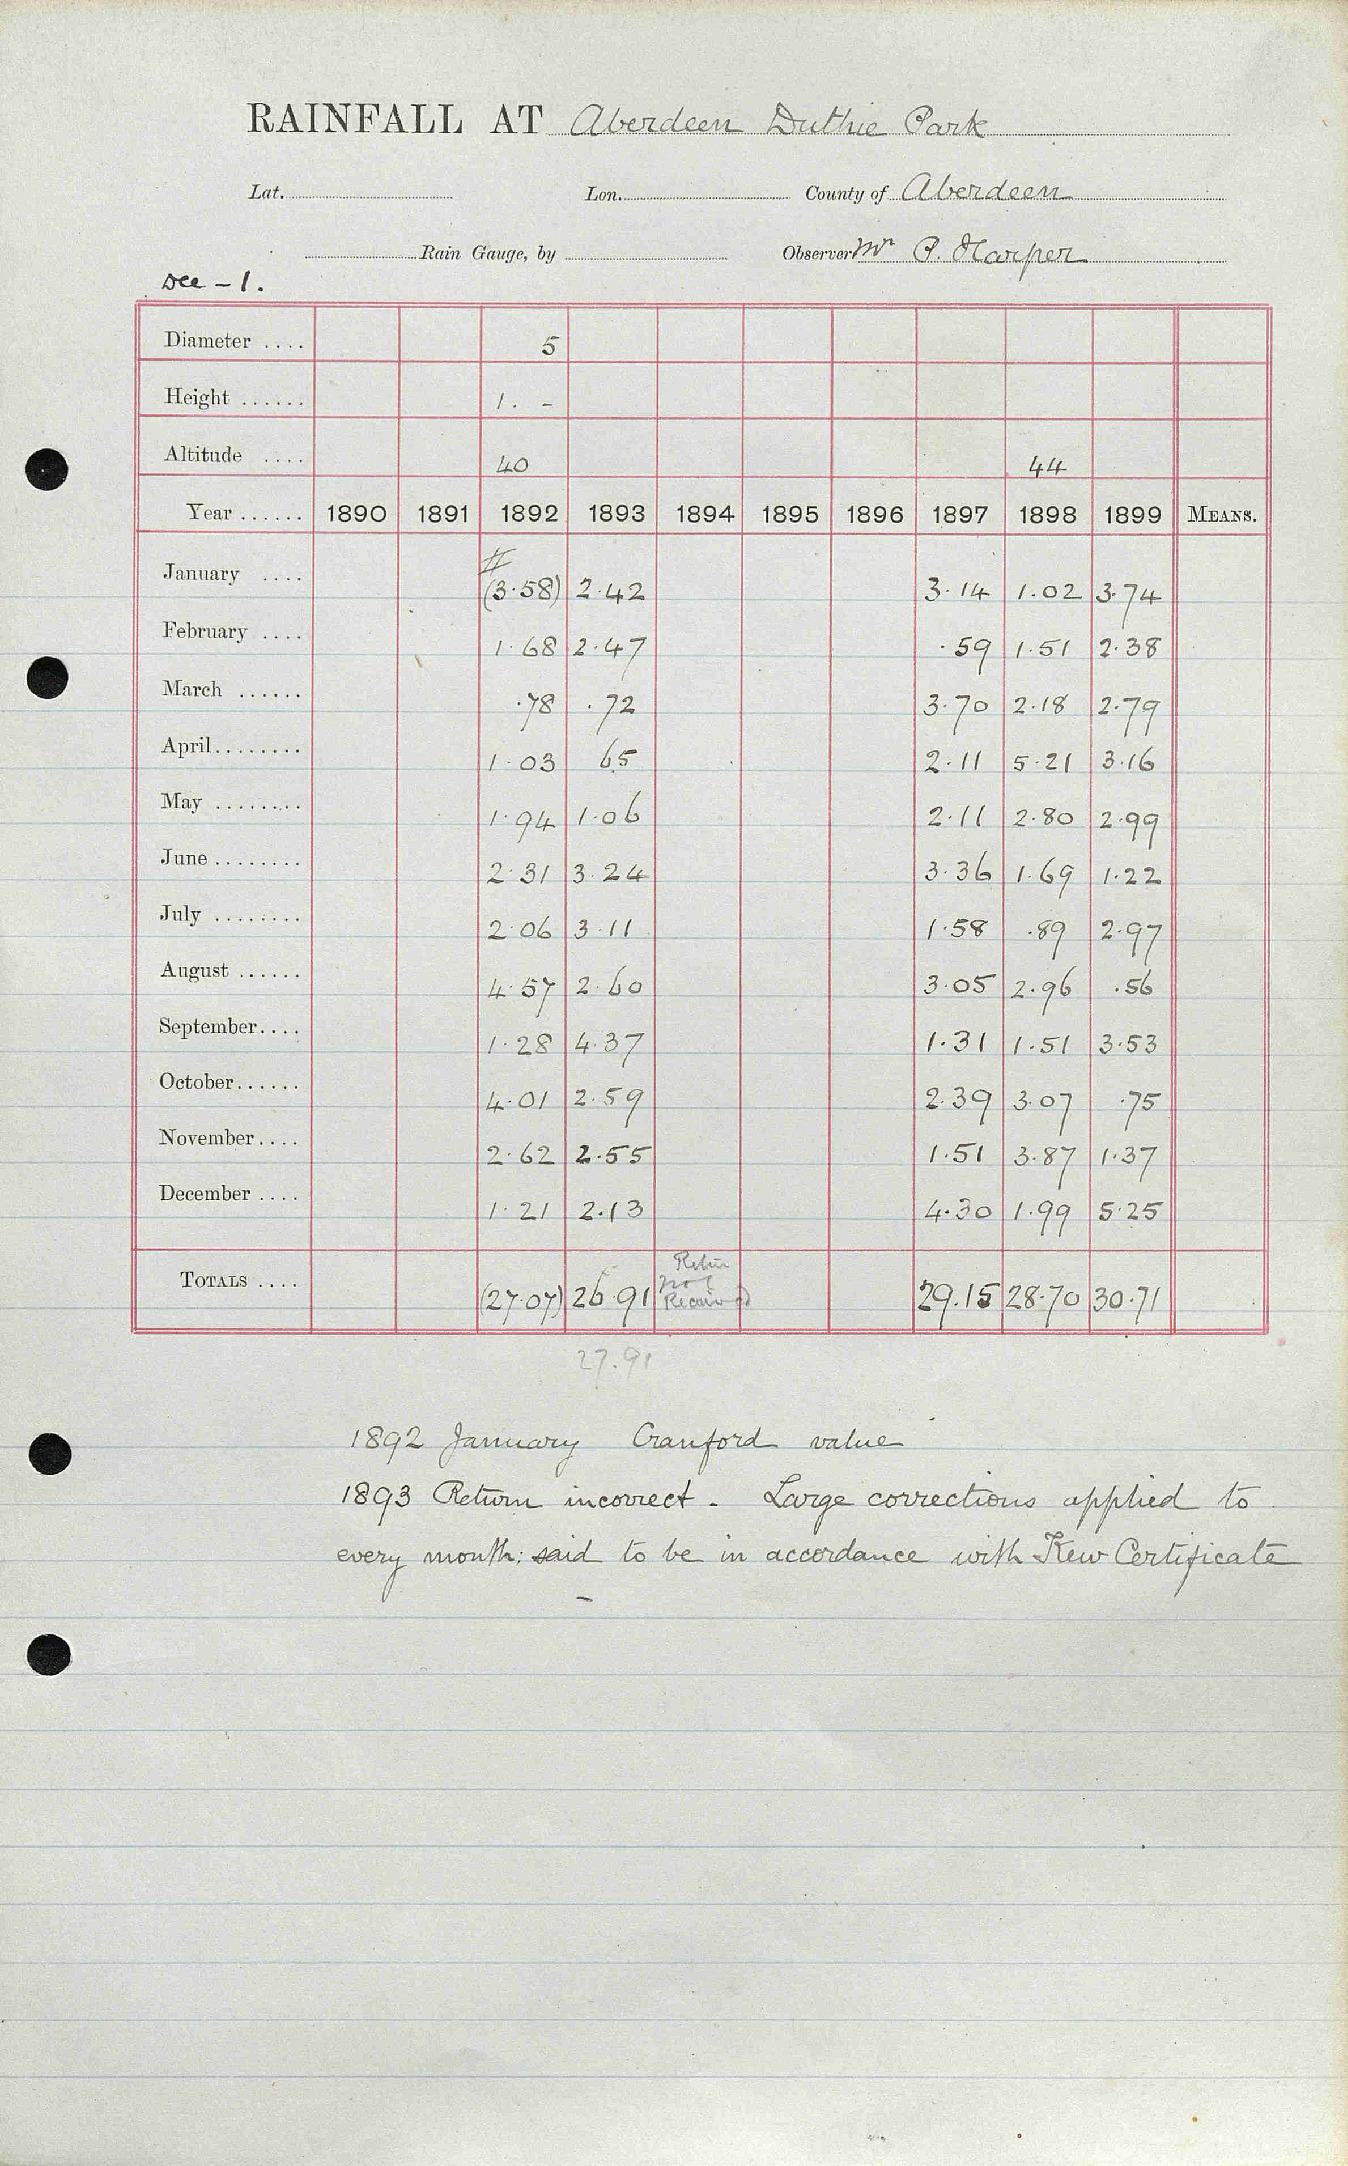 RAINFALL AT Aberdeen Duthie Park
Lat. Lon. County of Aberdeen
Rain Gauge, by Observer Mr P. Harper
Dec - 1.
Diameter .... 5
Height ...... 1. -
Altitude .... 40 44
Year ...... 1890 1891 1892 1893 1894 1895 1896 1897 1898 1899 MEANS.
#
January .... (3.58) 2.42 3.14 1.02 3.74
February .... 1.68 2.47 .59 1.51 2.38
March ...... .78 .72 3.70 2.18 2.79
April........ 1.03 65 2.11 5.21 3.16
May ......... 1.94 1.06 2.11 2.80 2.99
June ........ 2.31 3.24 3.36 1.69 1.22
July ........ 2.06 3.11 1.58 .89 2.97
August ...... 4.57 2.60 3.05 2.96 .56
September.... 1.28 4.37 1.31 1.51 3.53
October...... 4.01 2.59 2.39 3.07 .75
November.... 2.62 2.55 1.51 3.87 1.37
December .... 1.21 2.13 4.30 1.99 5.25
TOTALS .... (27.07) 26.91 Return not Received 29.15 28.70 30.71
27.91
1892 January Cranford value
1893 Return incorrect - Large corrections applied to
every month; said to be in accordance with Kew Certificate